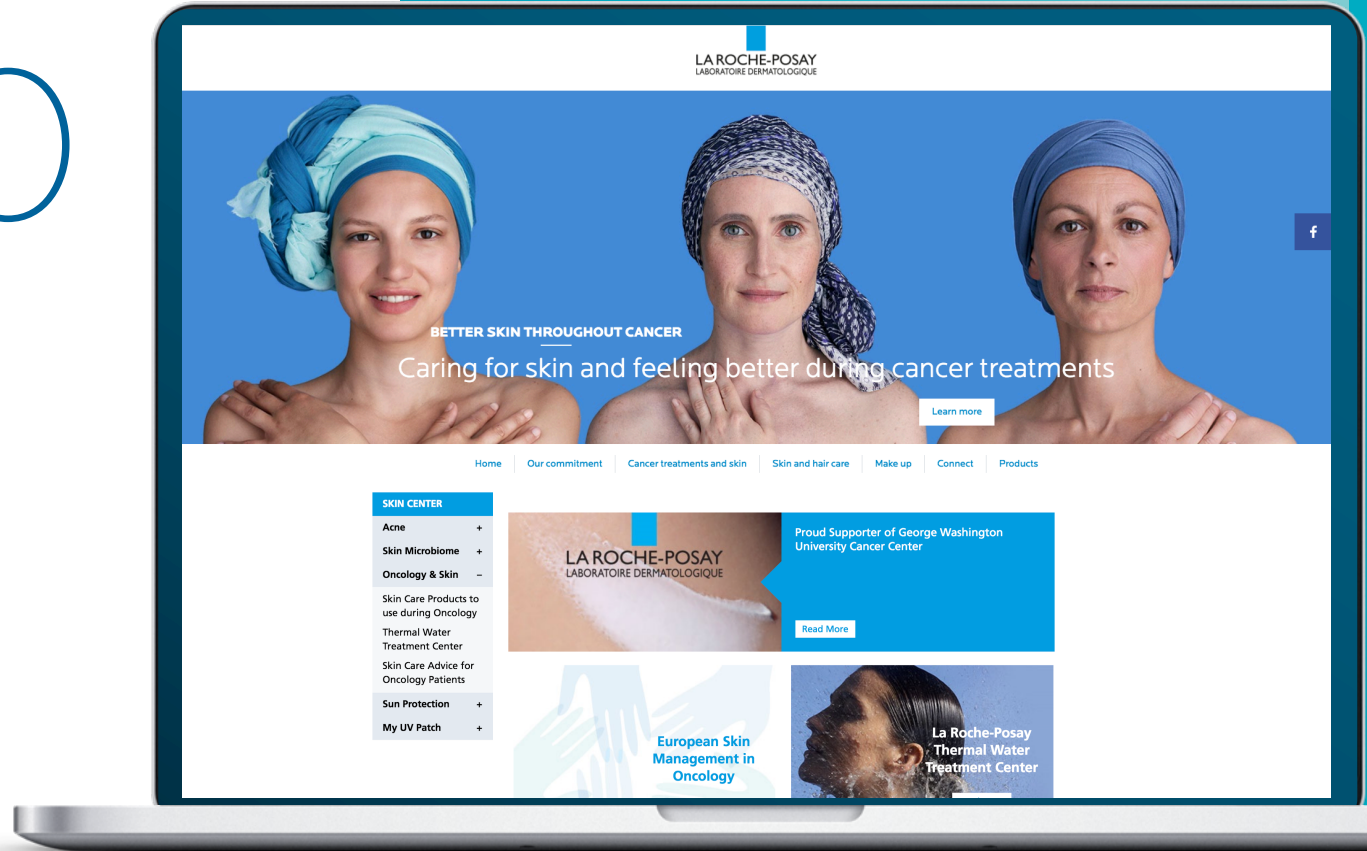 LA ROCHE-POSAY
LABORATOIRE DERMATOLOGIQUE
f
BETTER SKIN THROUGHOUT CANCER
Caring for skin and feeling better during cancer treatments
Learn more
Home
Our commitment
Cancer treatments and skin
Skin and hair care
Make up
Connect
Products
SKIN CENTER
Acne +
Skin Microbiome +
Oncology & Skin –
Skin Care Products to
use during Oncology
Thermal Water
Treatment Center
Skin Care Advice for
Oncology Patients
Sun Protection +
My UV Patch +
LA ROCHE-POSAY
LABORATOIRE DERMATOLOGIQUE
Proud Supporter of George Washington
University Cancer Center
Read More
European Skin
Management in
Oncology
La Roche-Posay
Thermal Water
Treatment Center